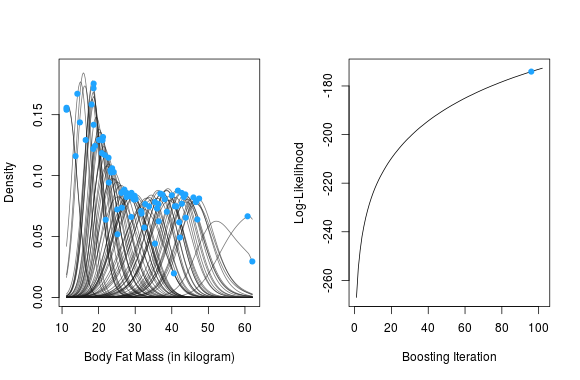 Density
0.00 0.05 0.10 0.15
10 20 30 40 50 60
Body Fat Mass (in kilogram)
Log-Likelihood
-260 -240 -220 -200 -180
0 20 40 60 80 100
Boosting Iteration